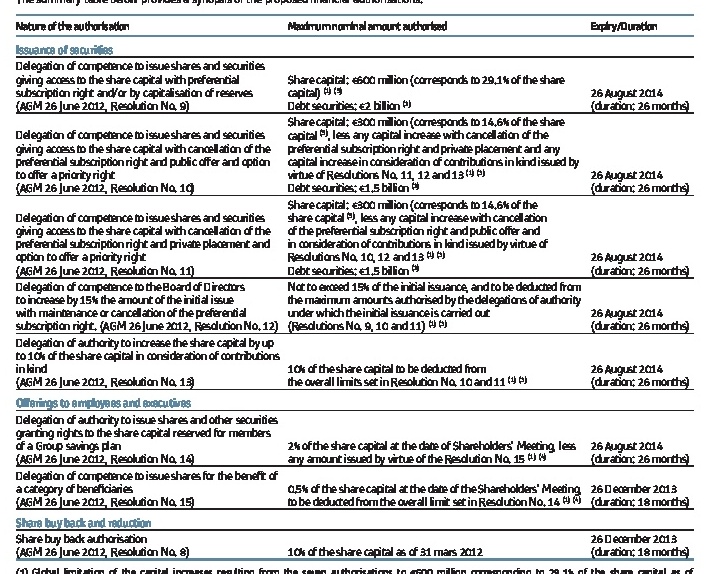 The summary table below provides a synopsis of the proposed financial authorisations.
Nature of the authorisation Maximum nominal amount authorised Expiry/Duration
Issuance of securities
Delegation of competence to issue shares and securities
giving access to the share capital with preferential
subscription right and/or by capitalisation of reserves
(AGM 26 June 2012, Resolution No. 9)
Share capital: €600 million (corresponds to 29.1% of the share
capital) (1) (3)
Debt securities: €2 billion (2)
26 August 2014
(duration: 26 months)
Delegation of competence to issue shares and securities
giving access to the share capital with cancellation of the
preferential subscription right and public offer and option
to offer a priority right
(AGM 26 June 2012, Resolution No. 10)
Share capital: €300 million (corresponds to 14.6% of the share
capital (3), less any capital increase with cancellation of the
preferential subscription right and private placement and any
capital increase in consideration of contributions in kind issued by
virtue of Resolutions No. 11, 12 and 13
Debt securities: €1.5 billion
26 August 2014
(duration: 26 months)
Delegation of competence to issue shares and securities
giving access to the share capital with cancellation of the
preferential subscription right and private placement and
option to offer a priority right
(AGM 26 June 2012, Resolution No. 11)
Share capital: €300 million (corresponds to 14.6% of the
share capital (3), less any capital increase with cancellation
of the preferential subscription right and public offer and
in consideration of contributions in kind issued by virtue of
Resolutions No. 10, 12 and 13
Debt securities: €1.5 billion
26 August 2014
(duration: 26 months)
Delegation of competence to the Board of Directors
to increase by 15% the amount of the initial issue
with maintenance or cancellation of the preferential
subscription right. (AGM 26 June 2012, Resolution No. 12)
Not to exceed 15% of the initial issuance, and to be deducted from
the maximum amounts authorised by the delegations of authority
under which the initial issuance is carried out
(Resolutions No. 9, 10 and 11)
26 August 2014
(duration: 26 months)
Delegation of authority to increase the share capital by up
to 10% of the share capital in consideration of contributions
in kind
(AGM 26 June 2012, Resolution No. 13)
10% of the share capital to be deducted from
the overall limits set in Resolution No. 10 and 11
26 August 2014
(duration: 26 months)
Offerings to employees and executives
Delegation of authority to issue shares and other securities
granting rights to the share capital reserved for members
of a Group savings plan
(AGM 26 June 2012, Resolution No. 14)
2% of the share capital at the date of Shareholders' Meeting, less
any amount issued by virtue of the Resolution No. 15
26 August 2014
(duration: 26 months)
Delegation of competence to issue shares for the benefit of
a category of beneficiaries
(AGM 26 June 2012, Resolution No. 15)
0.5% of the share capital at the date of the Shareholders' Meeting,
to be deducted from the overall limit set in Resolution No. 14
26 December 2013
(duration: 18 months)
Share buy back and reduction
Share buy back authorisation
(AGM 26 June 2012, Resolution No. 8)
10% of the share capital as of 31 mars 2012
26 December 2013
(duration: 18 months)
(1) Global limitation of the capital increases resulting from the seven authorisations to €600 million corresponding to 29.1% of the share capital as of